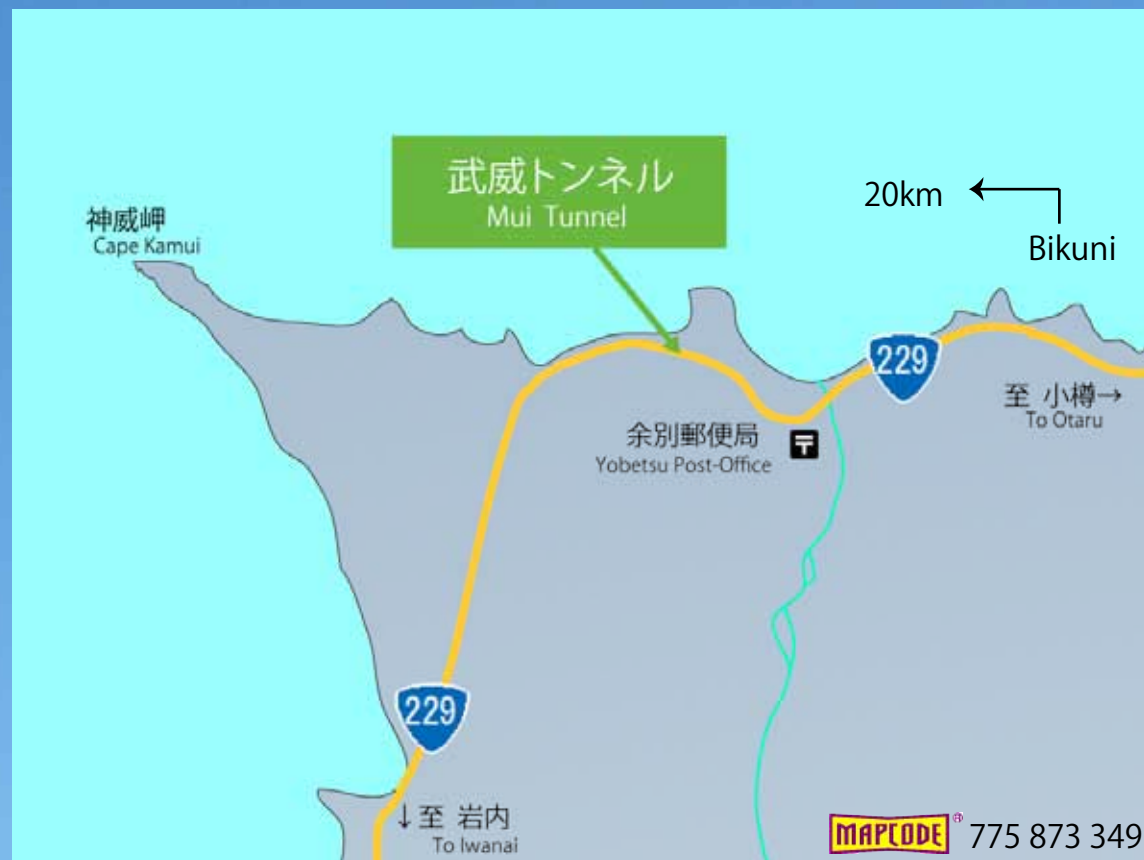 武威トンネル
Mui Tunnel
神威岬
Cape Kamui
20km ←
Bikuni
229
至 小樽→
To Otaru
余別郵便局
Yobetsu Post-Office
〒
229
↓至 岩内
To Iwanai
MAPCODE® 775 873 349